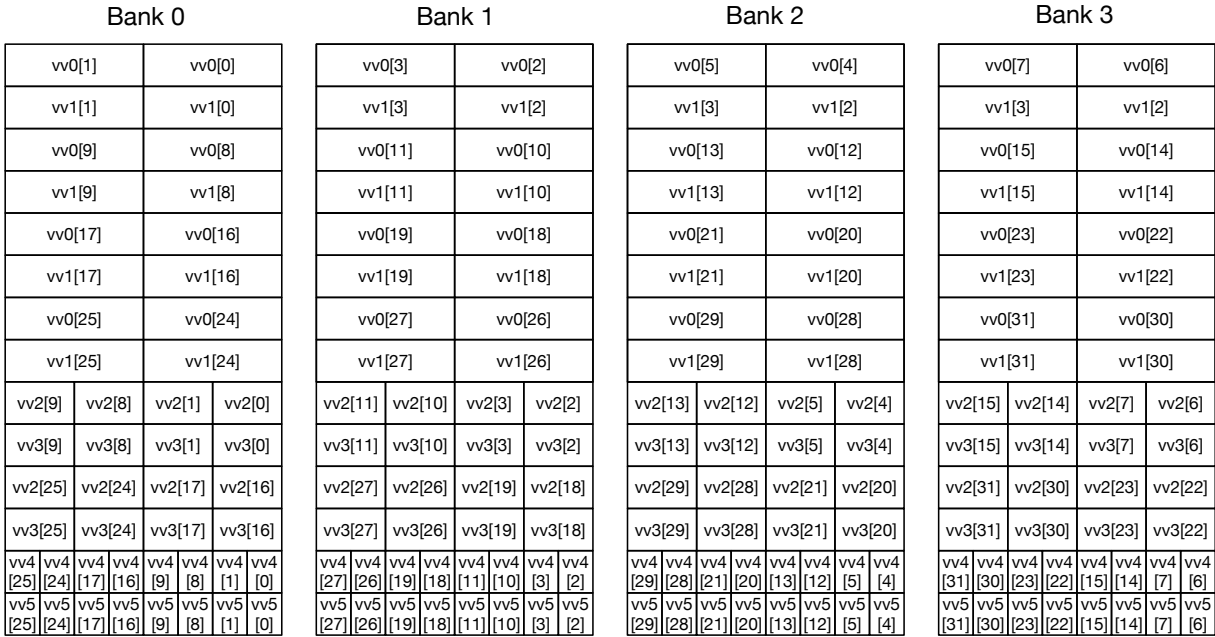 Bank 0 Bank 1 Bank 2 Bank 3
vv0[1] vv0[0] vv0[3] vv0[2] vv0[5] vv0[4] vv0[7] vv0[6]
vv1[1] vv1[0] vv1[3] vv1[2] vv1[3] vv1[2] vv1[3] vv1[2]
vv0[9] vv0[8] vv0[11] vv0[10] vv0[13] vv0[12] vv0[15] vv0[14]
vv1[9] vv1[8] vv1[11] vv1[10] vv1[13] vv1[12] vv1[15] vv1[14]
vv0[17] vv0[16] vv0[19] vv0[18] vv0[21] vv0[20] vv0[23] vv0[22]
vv1[17] vv1[16] vv1[19] vv1[18] vv1[21] vv1[20] vv1[23] vv1[22]
vv0[25] vv0[24] vv0[27] vv0[26] vv0[29] vv0[28] vv0[31] vv0[30]
vv1[25] vv1[24] vv1[27] vv1[26] vv1[29] vv1[28] vv1[31] vv1[30]
vv2[9] vv2[8] vv2[1] vv2[0] vv2[11] vv2[10] vv2[3] vv2[2] vv2[13] vv2[12] vv2[5] vv2[4] vv2[15] vv2[14] vv2[7] vv2[6]
vv3[9] vv3[8] vv3[1] vv3[0] vv3[11] vv3[10] vv3[3] vv3[2] vv3[13] vv3[12] vv3[5] vv3[4] vv3[15] vv3[14] vv3[7] vv3[6]
vv2[25] vv2[24] vv2[17] vv2[16] vv2[27] vv2[26] vv2[19] vv2[18] vv2[29] vv2[28] vv2[21] vv2[20] vv2[31] vv2[30] vv2[23] vv2[22]
vv3[25] vv3[24] vv3[17] vv3[16] vv3[27] vv3[26] vv3[19] vv3[18] vv3[29] vv3[28] vv3[21] vv3[20] vv3[31] vv3[30] vv3[23] vv3[22]
vv4 vv4 vv4 vv4 vv4 vv4 vv4 vv4 vv4 vv4 vv4 vv4 vv4 vv4 vv4 vv4 vv4 vv4 vv4 vv4 vv4 vv4 vv4 vv4 vv4 vv4 vv4 vv4 vv4 vv4 vv4 vv4
[25] [24] [17] [16] [9] [8] [1] [0] [27] [26] [19] [18] [11] [10] [3] [2] [29] [28] [21] [20] [13] [12] [5] [4] [31] [30] [23] [22] [15] [14] [7] [6]
vv5 vv5 vv5 vv5 vv5 vv5 vv5 vv5 vv5 vv5 vv5 vv5 vv5 vv5 vv5 vv5 vv5 vv5 vv5 vv5 vv5 vv5 vv5 vv5 vv5 vv5 vv5 vv5 vv5 vv5 vv5 vv5
[25] [24] [17] [16] [9] [8] [1] [0] [27] [26] [19] [18] [11] [10] [3] [2] [29] [28] [21] [20] [13] [12] [5] [4] [31] [30] [23] [22] [15] [14] [7] [6]